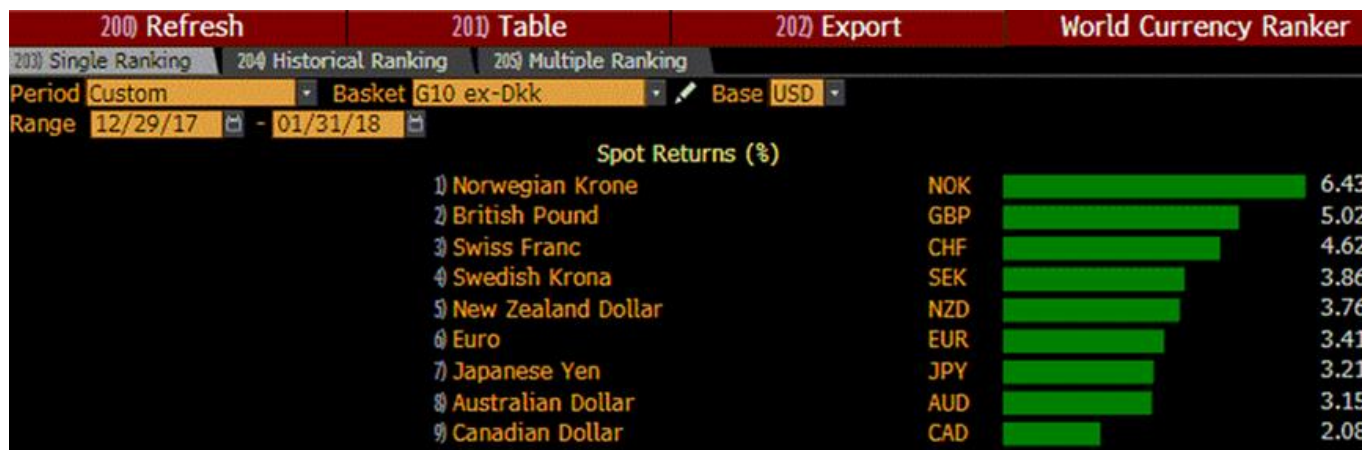 200) Refresh 201) Table 202) Export World Currency Ranker
203) Single Ranking 204) Historical Ranking 205) Multiple Ranking
Period Custom Basket G10 ex-Dkk Base USD
Range 12/29/17 - 01/31/18
Spot Returns (%)
1) Norwegian Krone NOK 6.43
2) British Pound GBP 5.02
3) Swiss Franc CHF 4.62
4) Swedish Krona SEK 3.86
5) New Zealand Dollar NZD 3.76
6) Euro EUR 3.41
7) Japanese Yen JPY 3.21
8) Australian Dollar AUD 3.15
9) Canadian Dollar CAD 2.08